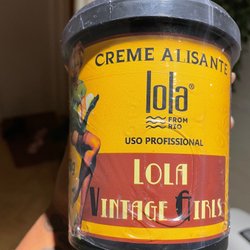 CREME ALISANTE
lola®
FROM
RIO
USO PROFISSIONAL
LOLA
VINTAGE GIRLS